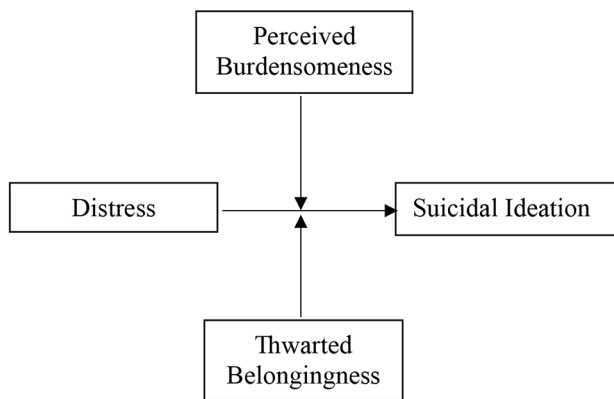 Perceived
Burdensomeness
Distress
Suicidal Ideation
Thwarted
Belongingness